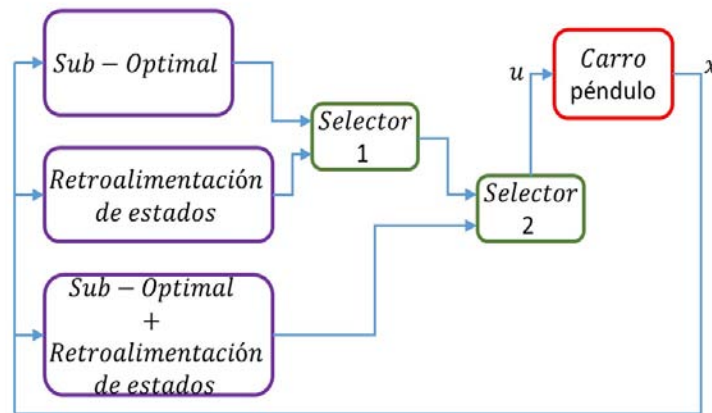 Sub − Optimal
Retroalimentación
de estados
Sub − Optimal
+
Retroalimentación
de estados
Selector
1
Selector
2
u
Carro
péndulo
x